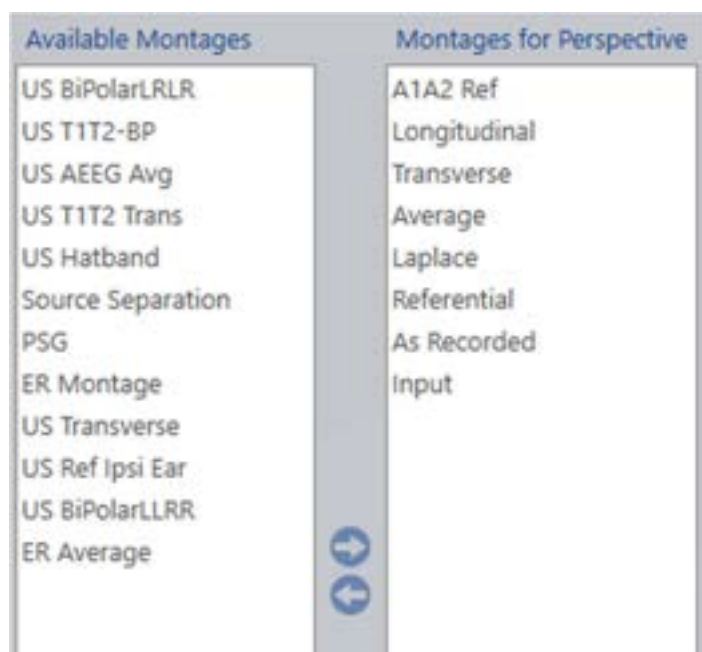 Available Montages
US BiPolarLRLR
US T1T2-BP
US AEEG Avg
US T1T2 Trans
US Hatband
Source Separation
PSG
ER Montage
US Transverse
US Ref Ipsi Ear
US BiPolarLLRR
ER Average
Montages for Perspective
A1A2 Ref
Longitudinal
Transverse
Average
Laplace
Referential
As Recorded
Input